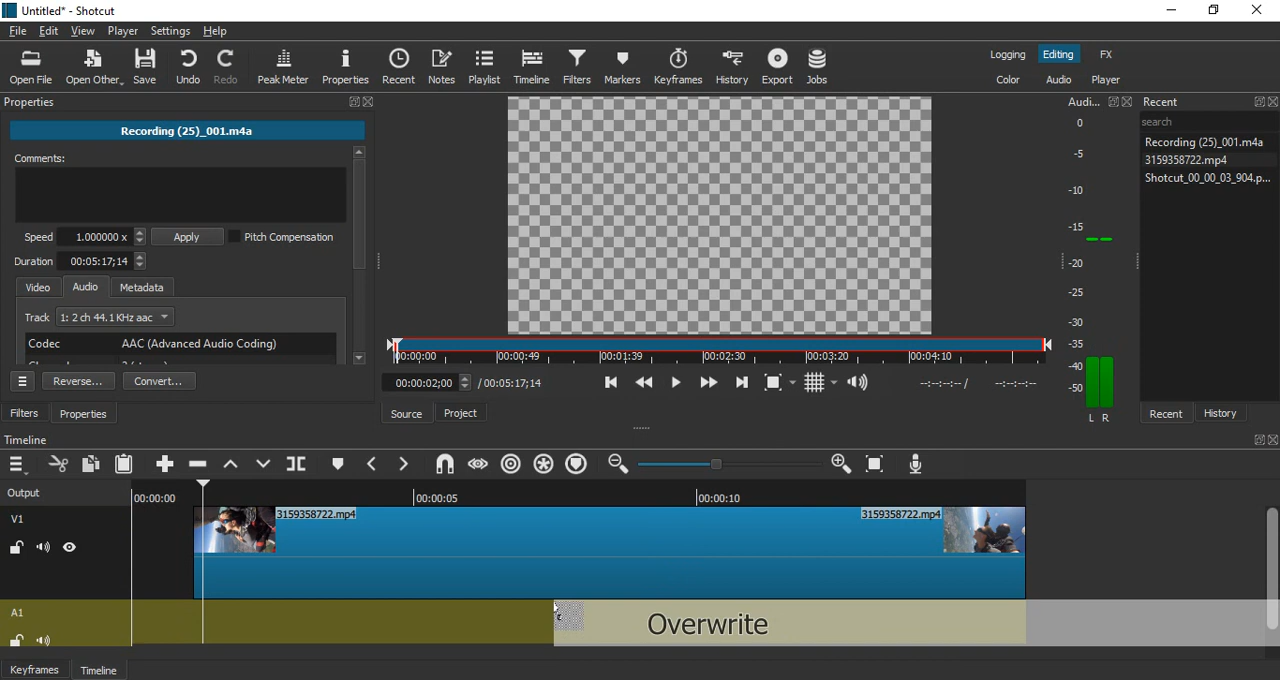 Untitled* - Shotcut
File Edit View Player Settings Help
Open File Open Other... Save Undo Redo Peak Meter Properties Recent Notes Playlist Timeline Filters Markers Keyframes History Export Jobs
Logging Editing FX
Color Audio Player
Properties
Recording (25)_001.m4a
Comments:
Speed 1.000000 x Apply Pitch Compensation
Duration 00:05:17;14
Video Audio Metadata
Track 1: 2 ch 44.1 KHz aac
Codec AAC (Advanced Audio Coding)
Reverse... Convert...
Filters Properties
00:00:00 00:00:49 00:01:39 00:02:30 00:03:20 00:04:10
00:00:02;00 / 00:05:17;14
--:--:--:-- / --:--:--:--
Source Project
Audi...
0
-5
-10
-15
-20
-25
-30
-35
-40
-50
L R
Recent
search
Recording (25)_001.m4a
3159358722.mp4
Shotcut_00_00_03_904.p...
Recent History
Timeline
Output 00:00:00 00:00:05 00:00:10
V1 3159358722.mp4 3159358722.mp4
A1
Overwrite
Keyframes Timeline